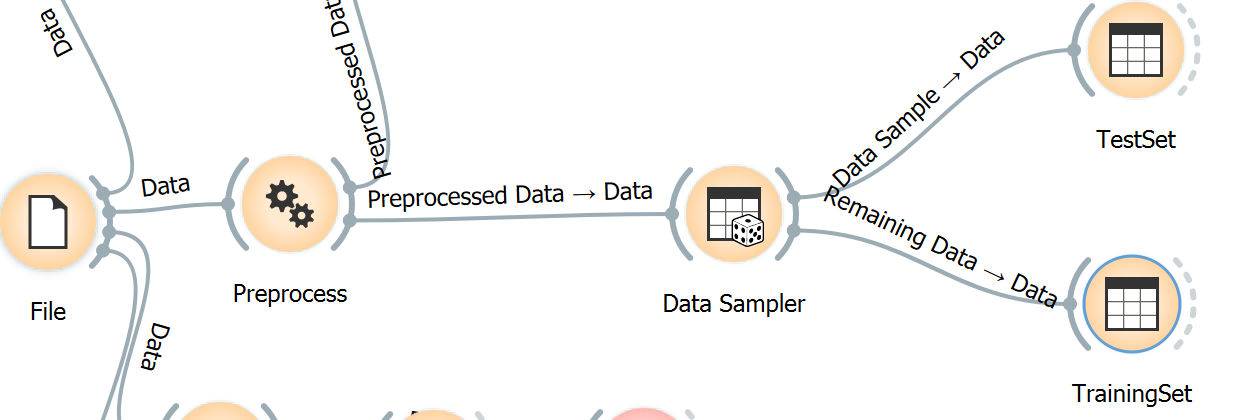 Data
Preprocessed Dat
Data
Preprocessed Data → Data
Data Sample → Data
Remaining Data → Data
TestSet
File
Preprocess
Data Sampler
Data
TrainingSet